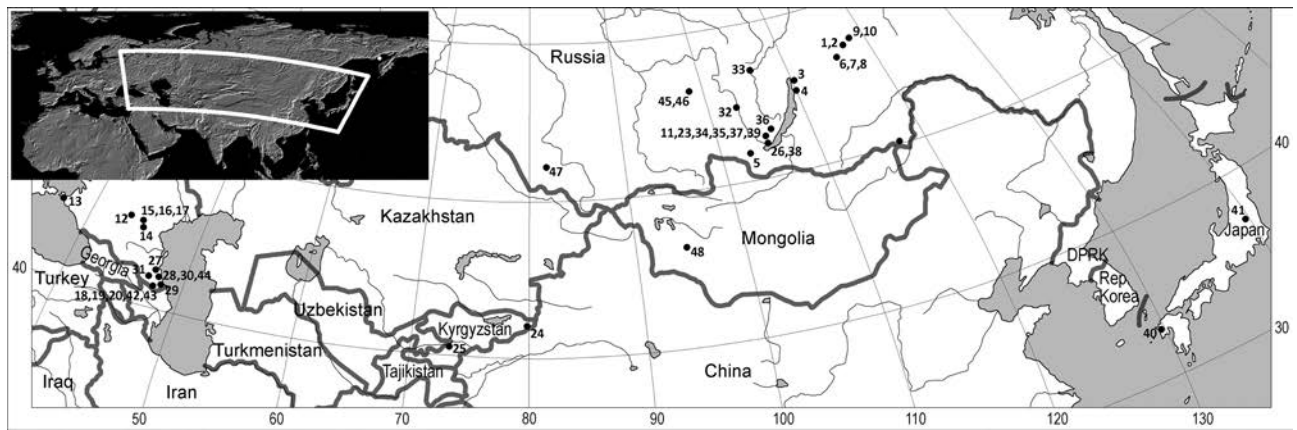 Russia
9,10
1,2
6,7,8
33
3
4
45,46
32
36
11,23,34,35,37,39
26,38
5
47
13
12
15,16,17
14
40
Kazakhstan
Mongolia
48
41
Japan
40
Georgia
27
31
28,30,44
29
18,19,20,42,43
Turkey
Uzbekistan
Kyrgyzstan
24
25
DPRK
Rep.
Korea
40
30
Turkmenistan
Tajikistan
China
Iraq
Iran
50
60
70
80
90
100
110
120
130